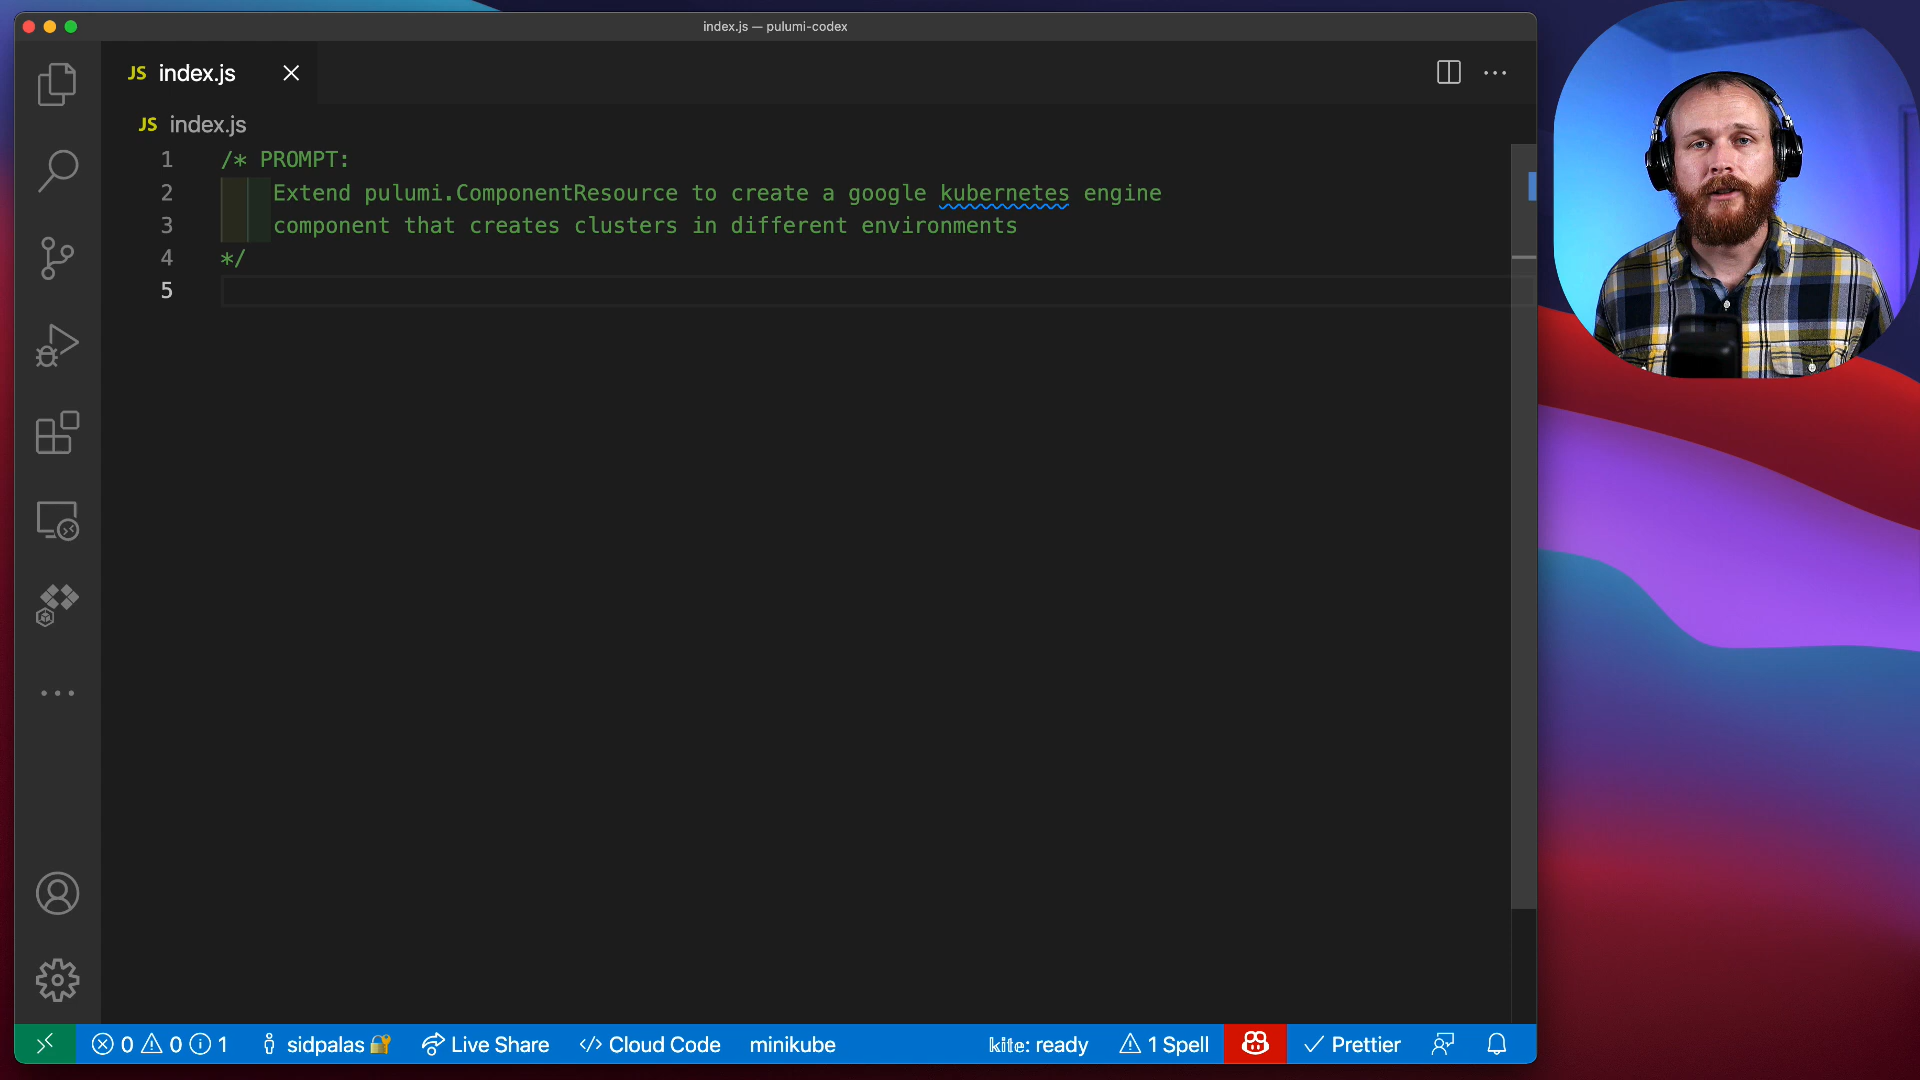 index.js — pulumi-codex
JS index.js
JS index.js
1 /* PROMPT:
2 Extend pulumi.ComponentResource to create a google kubernetes engine
3 component that creates clusters in different environments
4 */
5
0 0 1 sidpalas Live Share Cloud Code minikube kite: ready 1 Spell Prettier